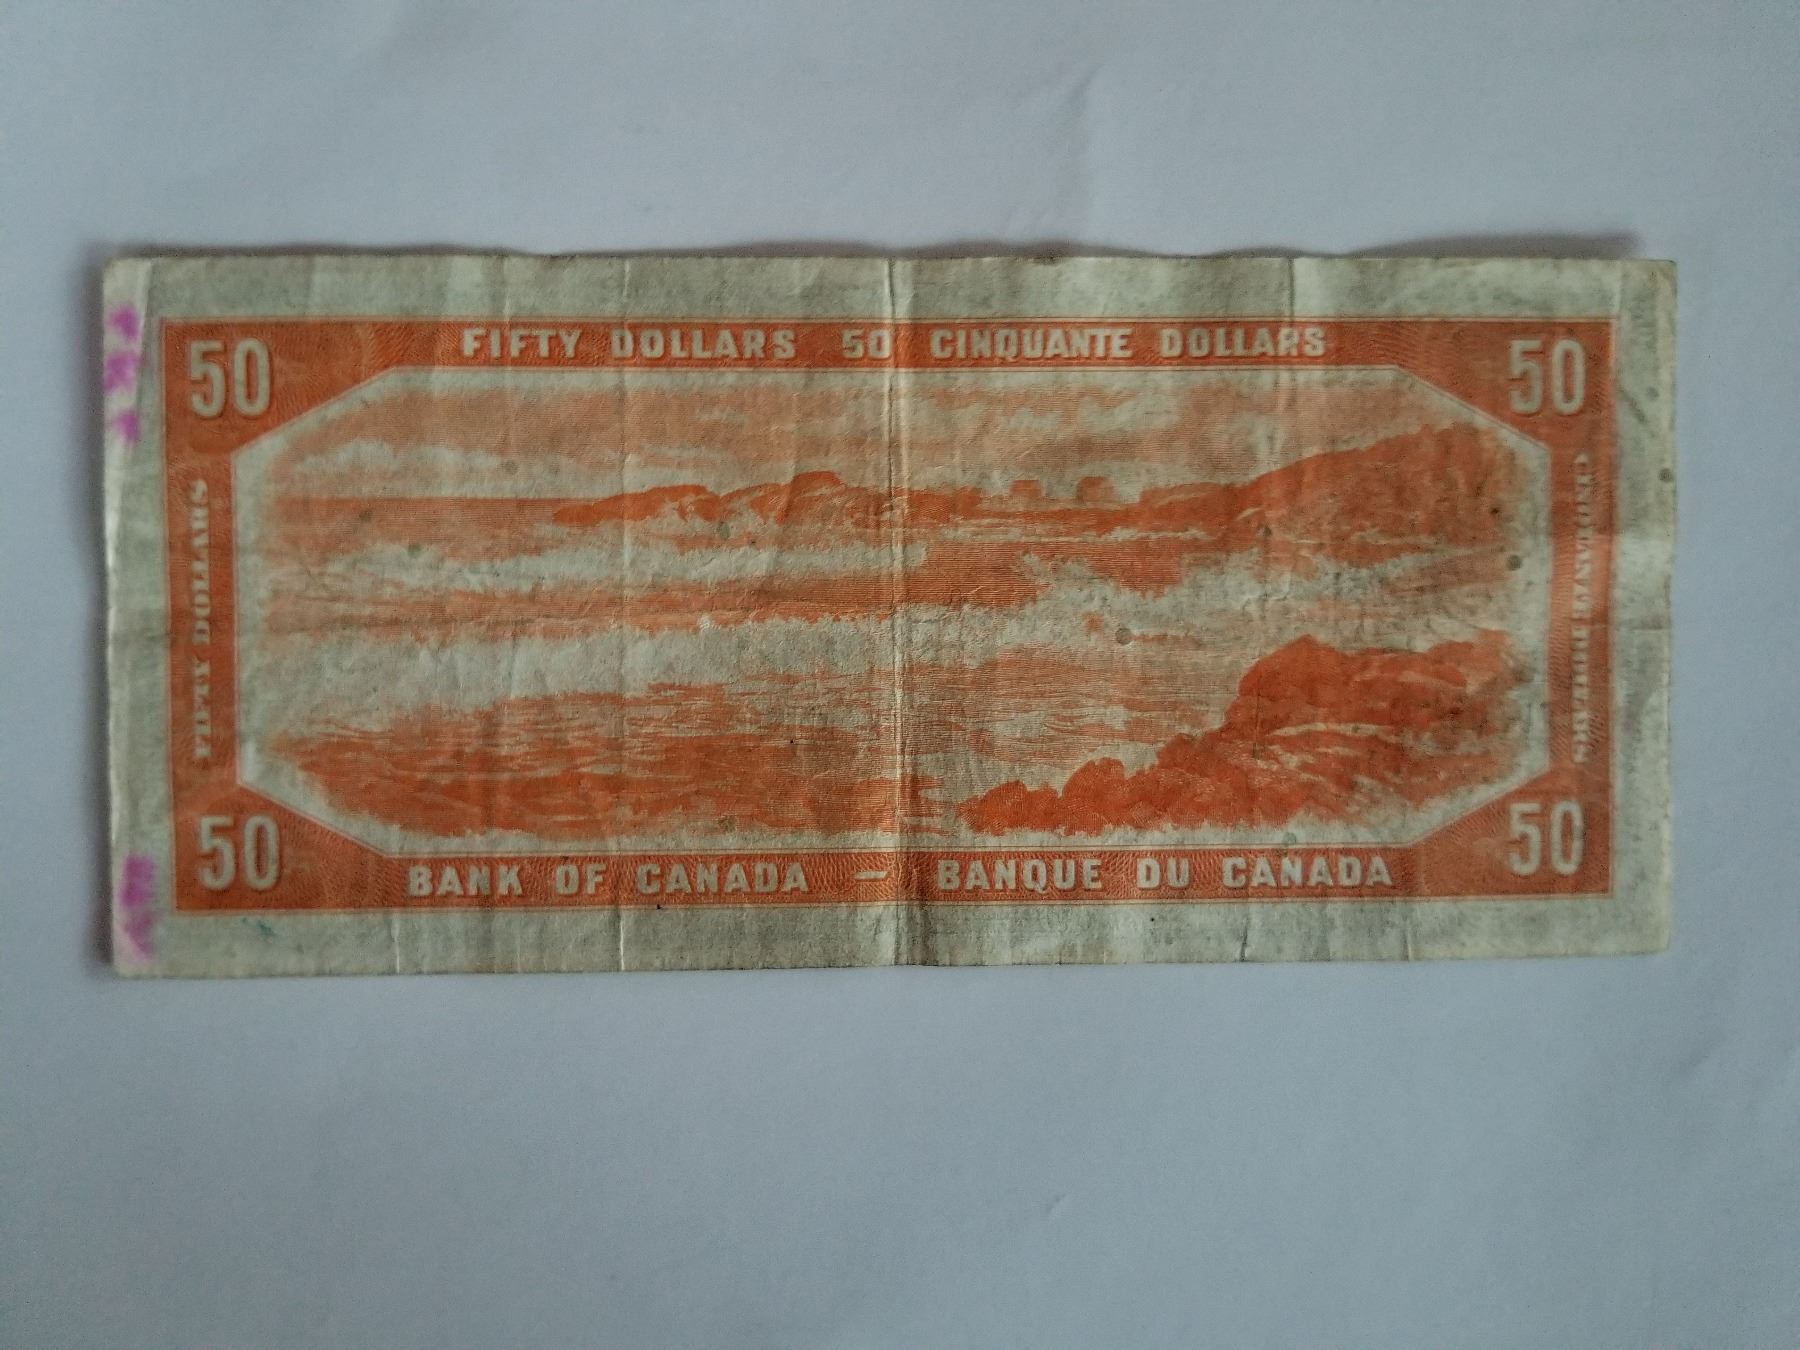 FIFTY DOLLARS 50 CINQUANTE DOLLARS
50
50
FIFTY DOLLARS
CINQUANTE DOLLARS
50
50
BANK OF CANADA — BANQUE DU CANADA